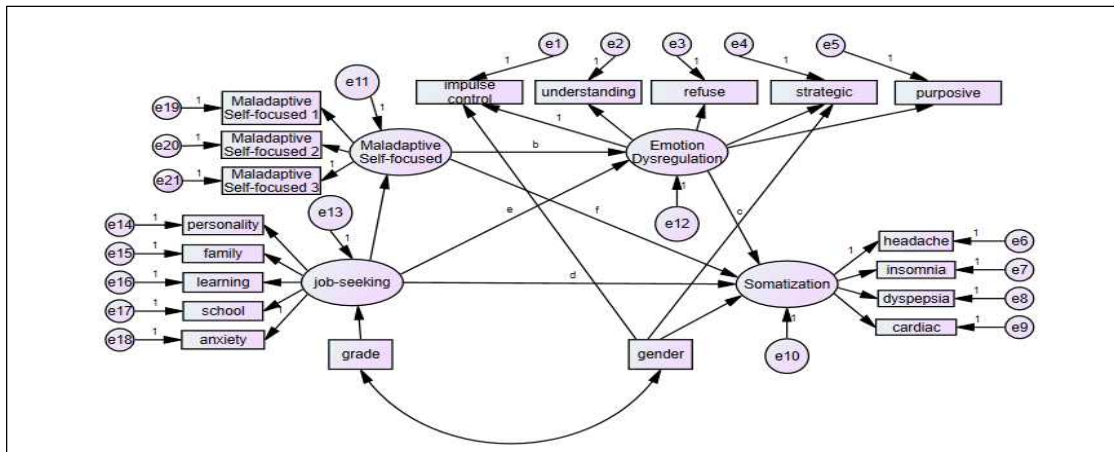 e1
e2
e3
e4
e5
1
1
1
1
1
impulse
control
understanding
refuse
strategic
purposive
e11
1
e19
1
Maladaptive
Self-focused 1
e20
1
Maladaptive
Self-focused 2
e21
1
Maladaptive
Self-focused 3
1
Maladaptive
Self-focused
b
1
Emotion
Dysregulation
e
f
c
1
e12
e13
1
e14
1
personality
e15
1
family
e16
1
learning
e17
1
school
e18
1
anxiety
1
job-seeking
d
Somatization
1
headache
1
e6
insomnia
1
e7
dyspepsia
1
e8
cardiac
1
e9
1
e10
grade
gender